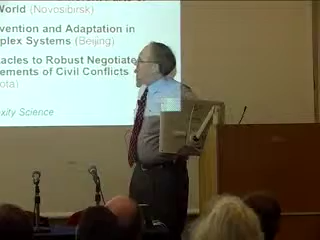 World (Novosibirsk)
vention and Adaptation in
plex Systems (Beijing)
acles to Robust Negotiate
ements of Civil Conflicts
ota)
exity Science